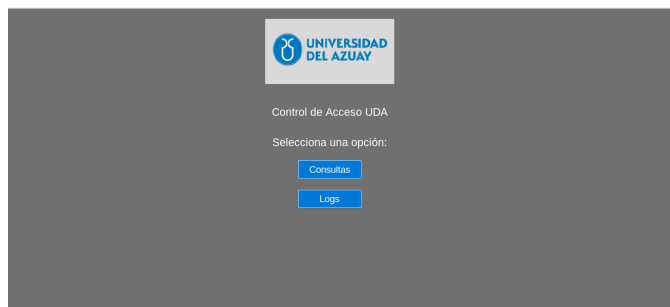 UNIVERSIDAD
DEL AZUAY
Control de Acceso UDA
Selecciona una opción:
Consultas
Logs